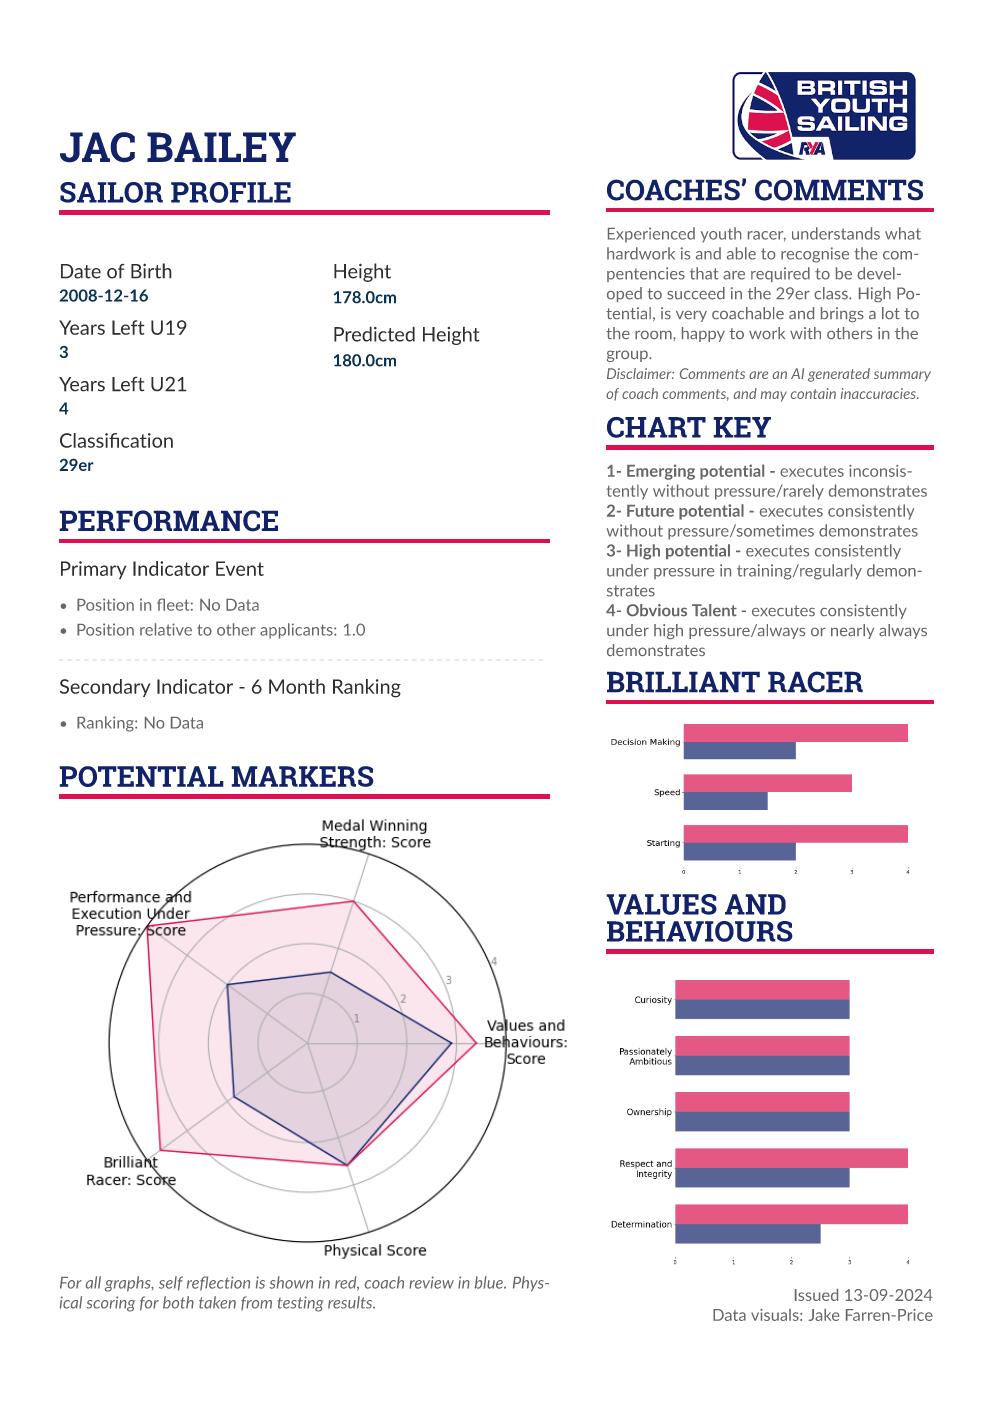 JAC BAILEY
SAILOR PROFILE
Date of Birth
2008-12-16
Years Left U19
3
Years Left U21
4
Classification
29er
Height
178.0cm
Predicted Height
180.0cm
PERFORMANCE
Primary Indicator Event
• Position in fleet: No Data
• Position relative to other applicants: 1.0
Secondary Indicator - 6 Month Ranking
• Ranking: No Data
POTENTIAL MARKERS
Medal Winning
Strength: Score
Performance and
Execution Under
Pressure: Score
4
3
2
1
Values and
Behaviours:
Score
Brilliant
Racer: Score
Physical Score
For all graphs, self reflection is shown in red, coach review in blue. Phys-
ical scoring for both taken from testing results.
BRITISH
YOUTH
SAILING
RYA
COACHES’ COMMENTS
Experienced youth racer, understands what
hardwork is and able to recognise the com-
pentencies that are required to be devel-
oped to succeed in the 29er class. High Po-
tential, is very coachable and brings a lot to
the room, happy to work with others in the
group.
Disclaimer: Comments are an AI generated summary
of coach comments, and may contain inaccuracies.
CHART KEY
1- Emerging potential - executes inconsis-
tently without pressure/rarely demonstrates
2- Future potential - executes consistently
without pressure/sometimes demonstrates
3- High potential - executes consistently
under pressure in training/regularly demon-
strates
4- Obvious Talent - executes consistently
under high pressure/always or nearly always
demonstrates
BRILLIANT RACER
Decision Making
Speed
Starting
0 1 2 3 4
VALUES AND
BEHAVIOURS
Curiosity
Passionately
Ambitious
Ownership
Respect and
Integrity
Determination
0 1 2 3 4
Issued 13-09-2024
Data visuals: Jake Farren-Price